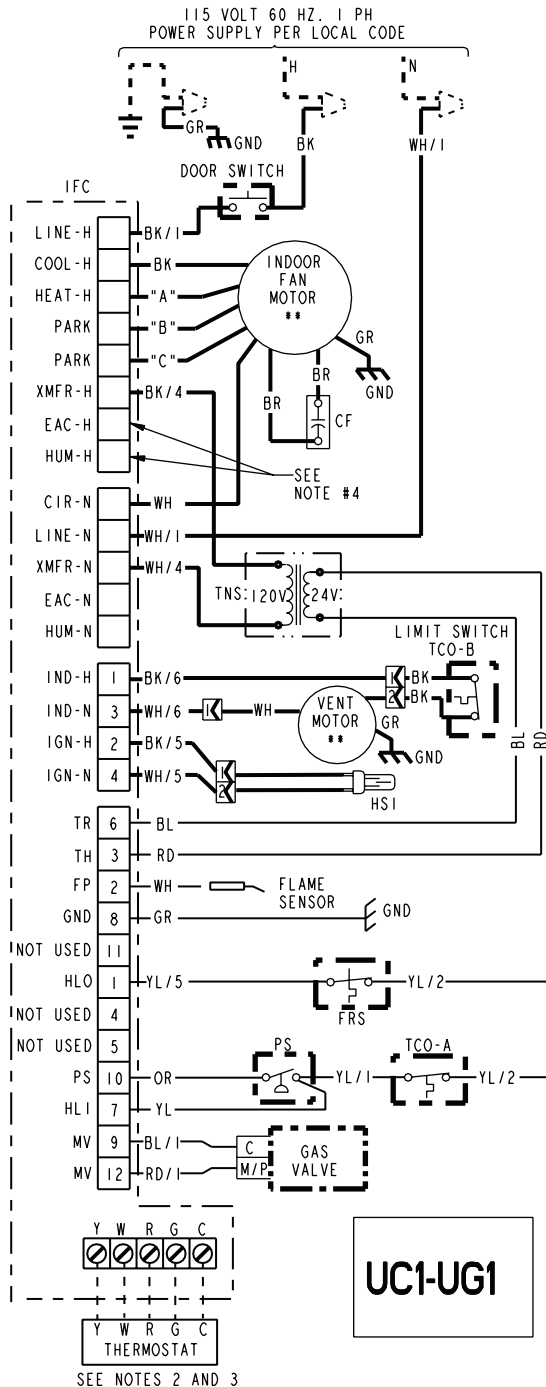 115 VOLT 60 HZ. 1 PH
POWER SUPPLY PER LOCAL CODE
H
N
GR
GND
BK
WH/1
DOOR SWITCH
IFC
LINE-H BK/1
COOL-H BK
HEAT-H "A"
PARK "B"
PARK "C"
XMFR-H BK/4
EAC-H
HUM-H
INDOOR
FAN
MOTOR
**
GR
GND
BR
BR
CF
SEE
NOTE #4
CIR-N WH
LINE-N WH/1
XMFR-N WH/4
EAC-N
HUM-N
TNS: 120V 24V:
LIMIT SWITCH
TCO-B
IND-H 1 BK/6 1 BK
2 BK
IND-N 3 WH/6 1 WH
VENT
MOTOR
**
GR
GND
IGN-H 2 BK/5 1
IGN-N 4 WH/5 2
HSI
BL
RD
TR 6 BL
TH 3 RD
FP 2 WH
FLAME
SENSOR
GND 8 GR GND
NOT USED 11
HLO 1 YL/5 YL/2
FRS
NOT USED 4
NOT USED 5
PS TCO-A
PS 10 OR YL/1 YL/2
HLI 7 YL
MV 9 BL/1 C
MV 12 RD/1 M/P
GAS
VALVE
Y W R G C
Y W R G C
THERMOSTAT
SEE NOTES 2 AND 3
UC1-UG1